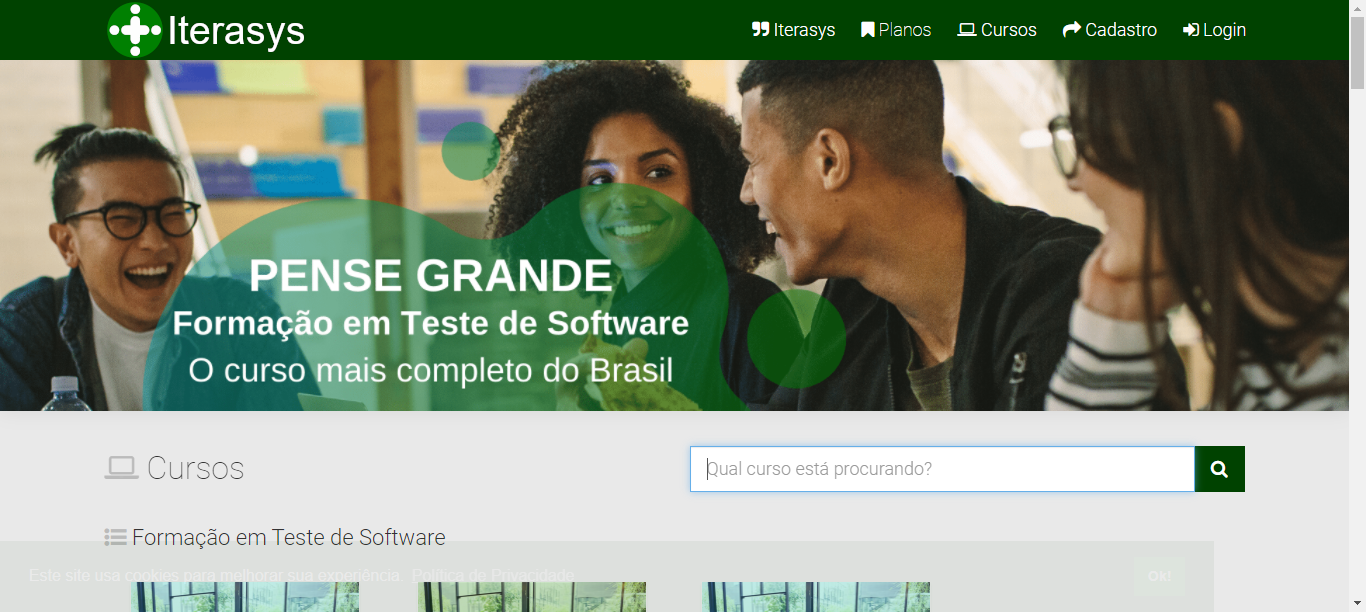 Iterasys
Iterasys Planos Cursos Cadastro Login
PENSE GRANDE
Formação em Teste de Software
O curso mais completo do Brasil
Cursos
Qual curso está procurando?
Formação em Teste de Software
Este site usa cookies para melhorar sua experiência. Política de Privacidade
Ok!